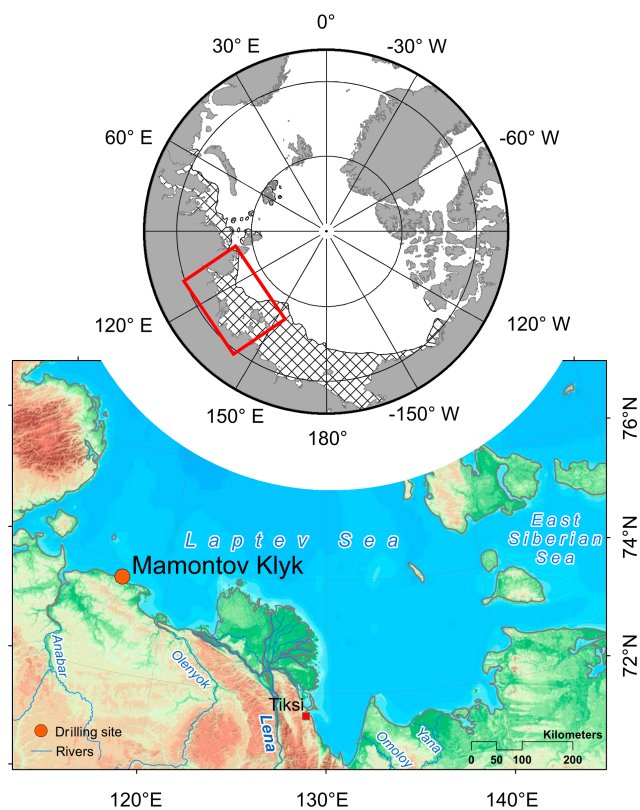 0°
30° E
-30° W
60° E
-60° W
120° E
120° W
150° E
-150° W
180°
76°N
74°N
72°N
Laptev Sea
East
Siberian
Sea
Mamontov Klyk
Anabar
Olenyok
Lena
Tiksi
Omoloy
Yana
Drilling site
Rivers
Kilometers
0 50 100 200
120°E
130°E
140°E